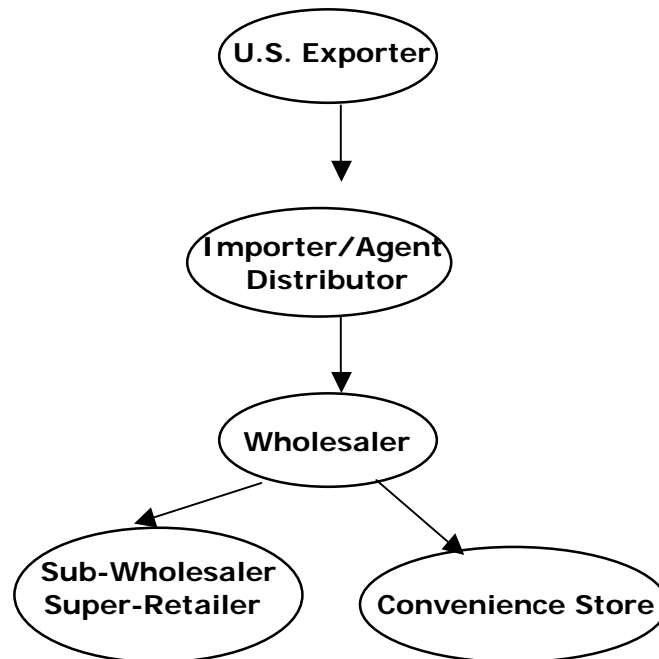 U.S. Exporter
Importer/Agent
Distributor
Wholesaler
Sub-Wholesaler
Super-Retailer
Convenience Store